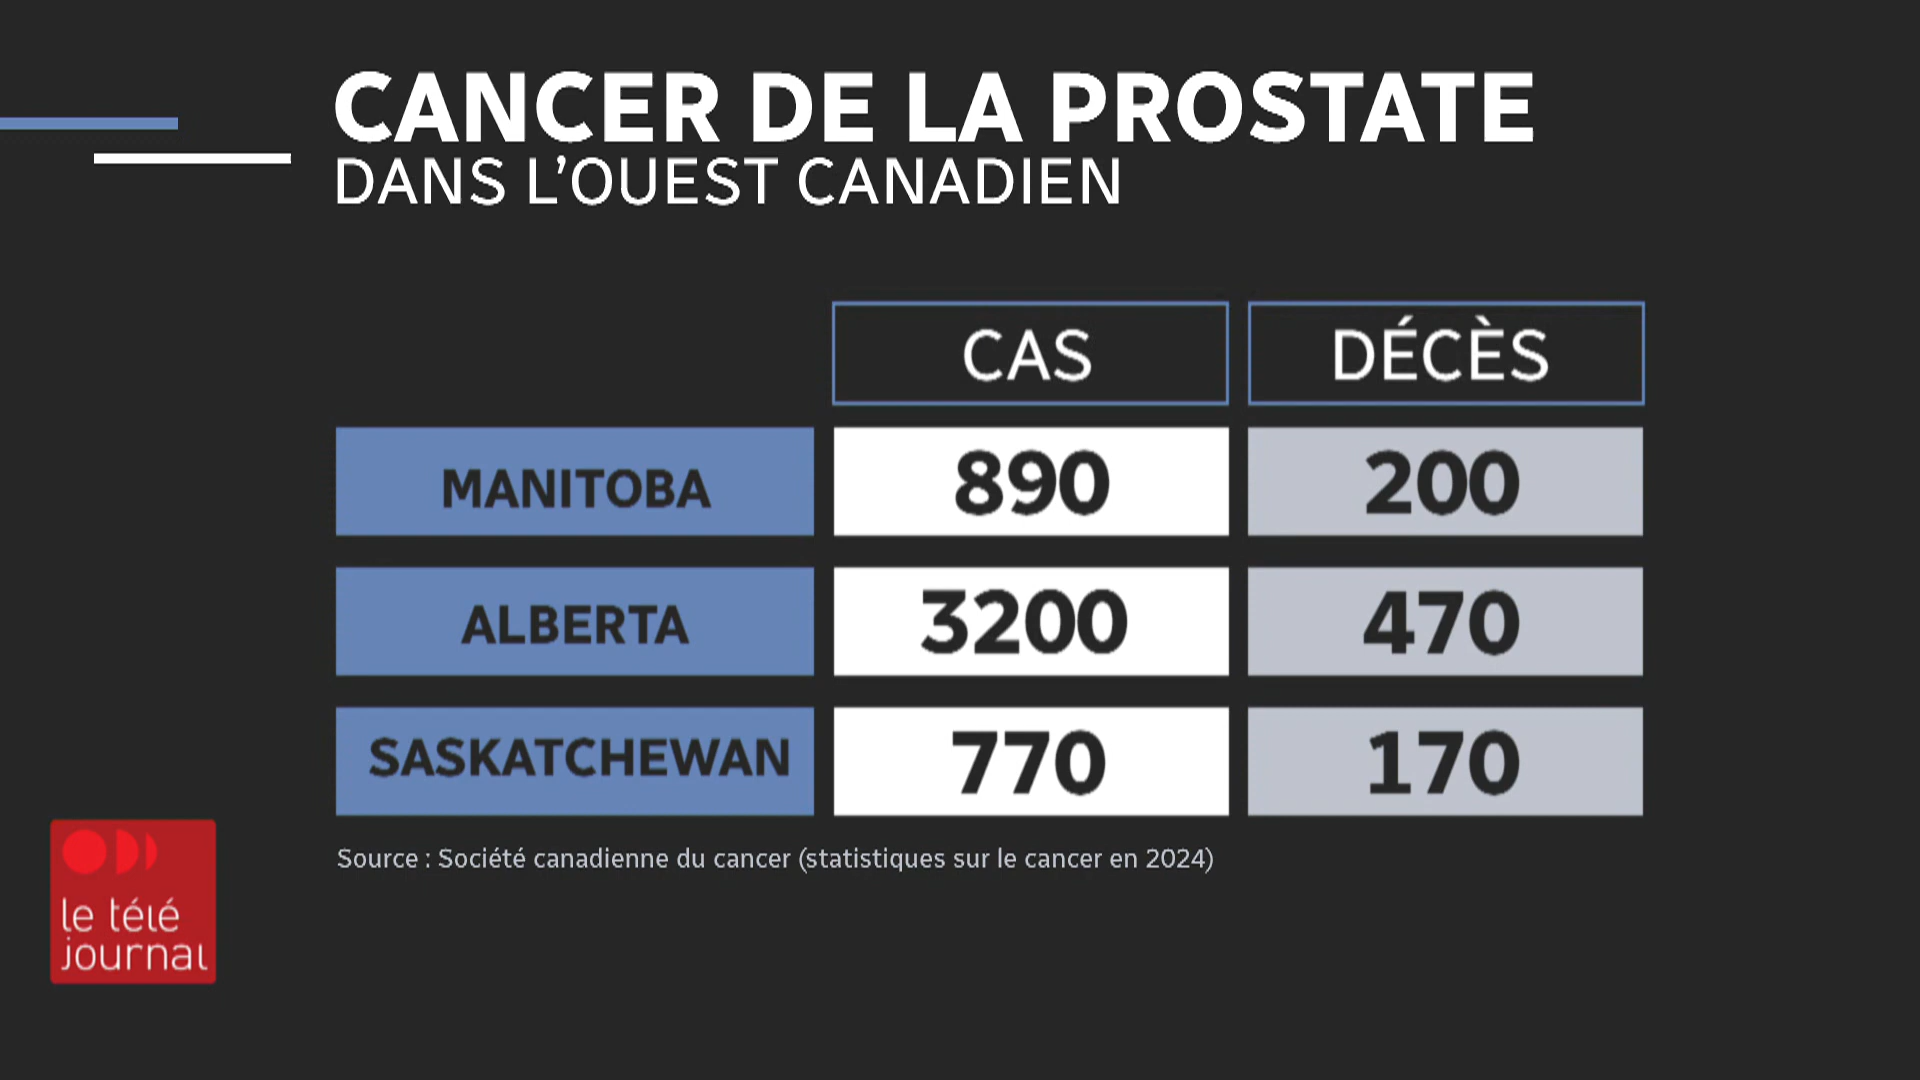 CANCER DE LA PROSTATE
DANS L'OUEST CANADIEN
CAS DÉCÈS
MANITOBA 890 200
ALBERTA 3200 470
SASKATCHEWAN 770 170
Source : Société canadienne du cancer (statistiques sur le cancer en 2024)
le télé
journal